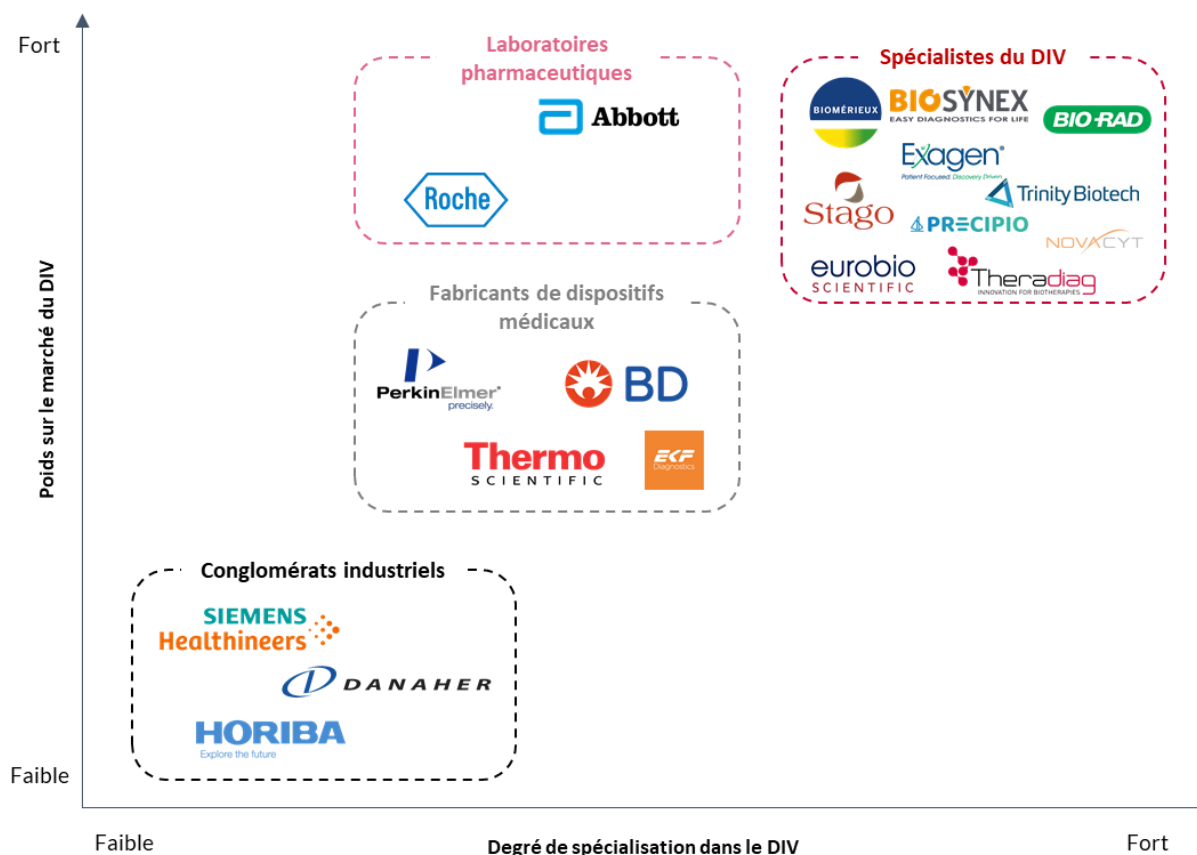 Fort
Laboratoires
pharmaceutiques
Abbott
Roche
Spécialistes du DIV
BIOMÉRIEUX
BIOSYNEX
EASY DIAGNOSTICS FOR LIFE
BIO-RAD
Exagen®
Patient Focused. Discovery Driven.
Stago
Trinity Biotech
PRECIPIO
NOVACYT
eurobio
SCIENTIFIC
Theradiag
INNOVATION FOR BIOTHERAPIES
Poids sur le marché du DIV
Fabricants de dispositifs
médicaux
PerkinElmer®
precisely.
BD
Thermo
SCIENTIFIC
EKF
Diagnostics
Conglomérats industriels
SIEMENS
Healthineers
DANAHER
HORIBA
Explore the future
Faible
Faible
Degré de spécialisation dans le DIV
Fort